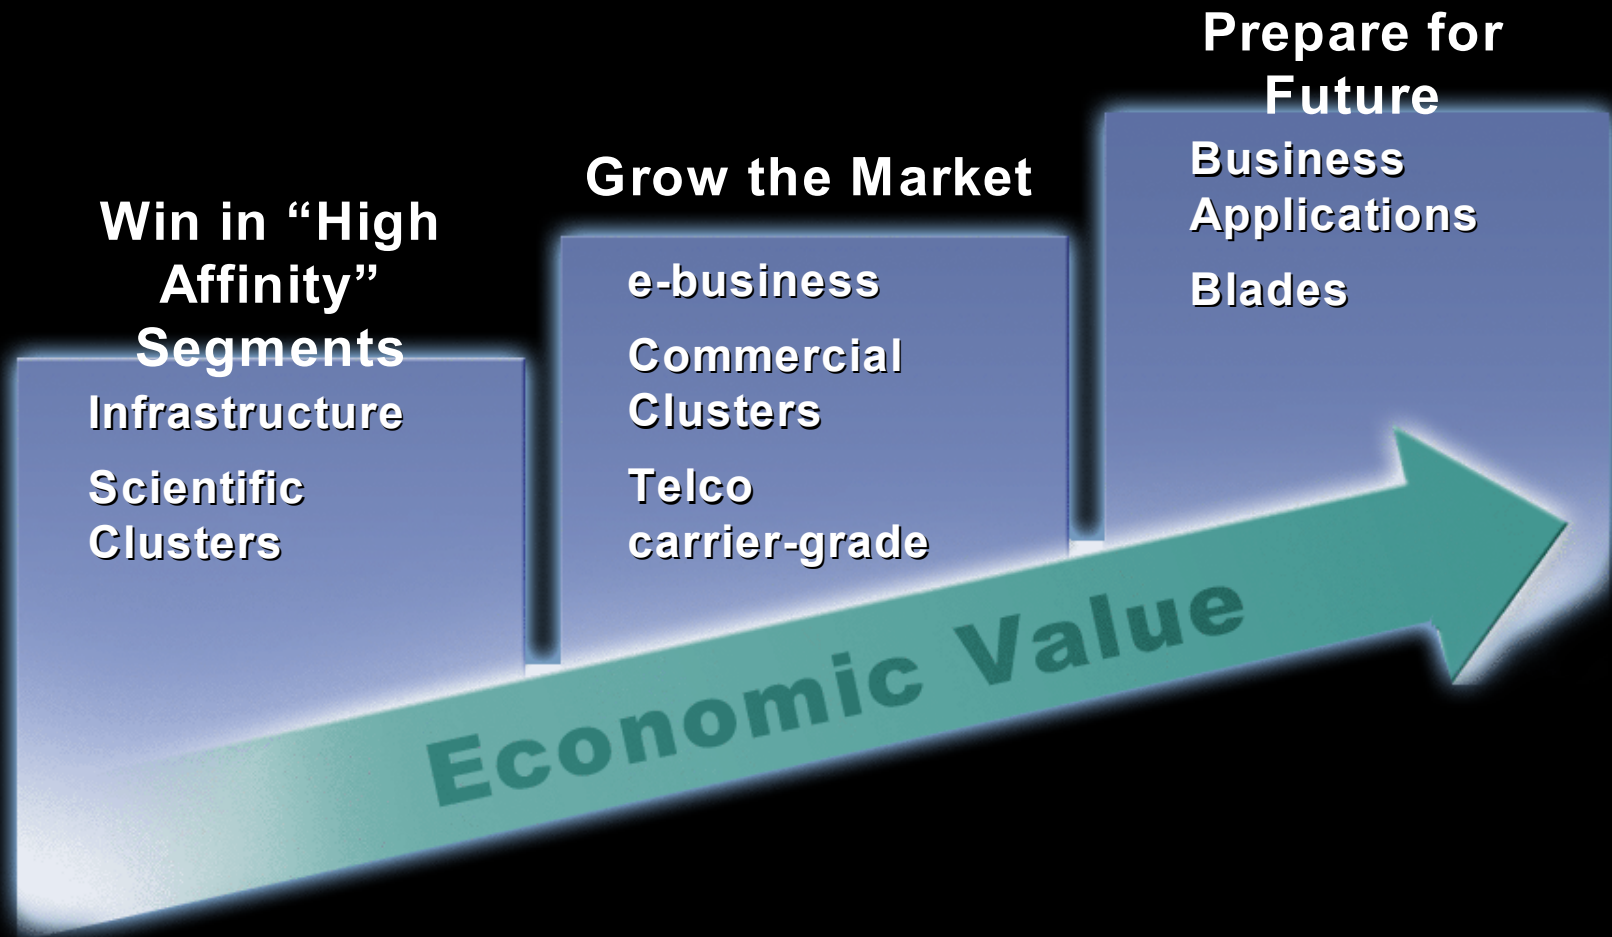 Win in “High
Affinity”
Segments
Infrastructure
Scientific
Clusters
Grow the Market
e-business
Commercial
Clusters
Telco
carrier-grade
Prepare for
Future
Business
Applications
Blades
Economic Value